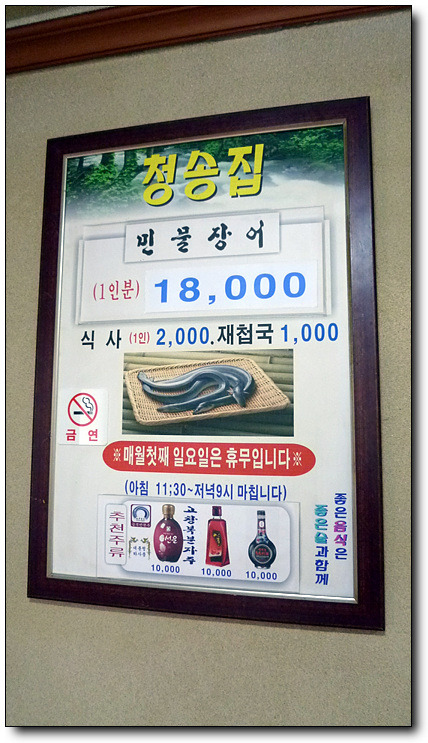 청송집
민물장어
(1인분) 18,000
식 사 (1인) 2,000.재첩국 1,000
금 연
※매월첫째 일요일은 휴무입니다※
(아침 11;30~저녁9시 마칩니다)
추천주류
고창복분자주
선운
10,000
10,000
10,000
좋은음식은
좋은술과함께